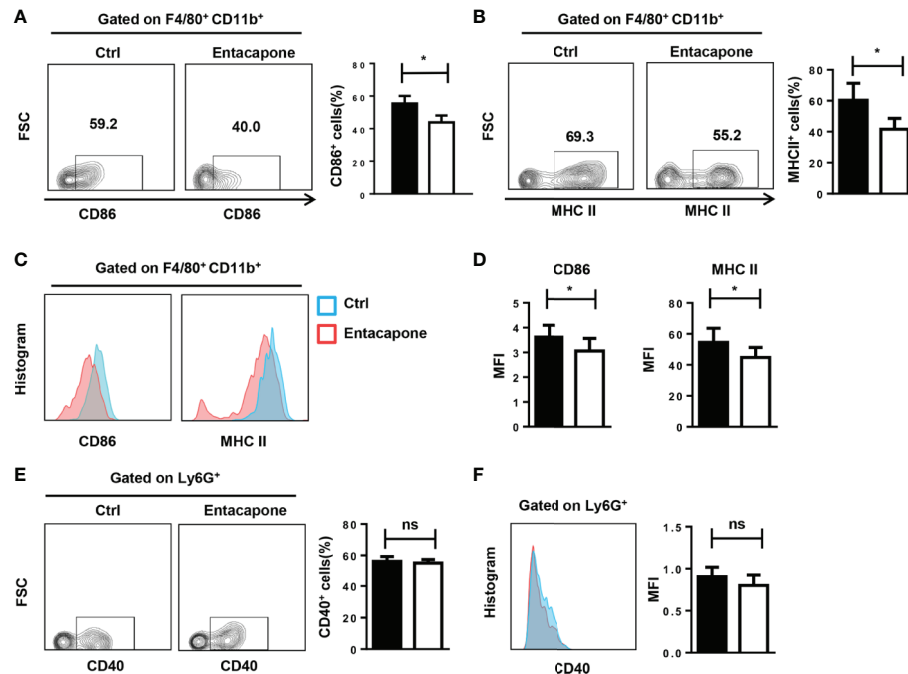 A
Gated on F4/80+ CD11b+
Ctrl Entacapone
FSC
59.2 40.0
CD86 CD86
CD86+ cells(%)
80
60
40
20
0
*
B
Gated on F4/80+ CD11b+
Ctrl Entacapone
FSC
69.3 55.2
MHC II MHC II
MHCII+ cells(%)
80
60
40
20
0
*
C
Gated on F4/80+ CD11b+
Histogram
CD86 MHC II
Ctrl
Entacapone
D
CD86
MFI
5
4
3
2
1
0
*
MHC II
MFI
80
60
40
20
0
*
E
Gated on Ly6G+
Ctrl Entacapone
FSC
CD40 CD40
CD40+ cells(%)
80
60
40
20
0
ns
F
Gated on Ly6G+
Histogram
CD40
MFI
1.5
1.0
0.5
0.0
ns